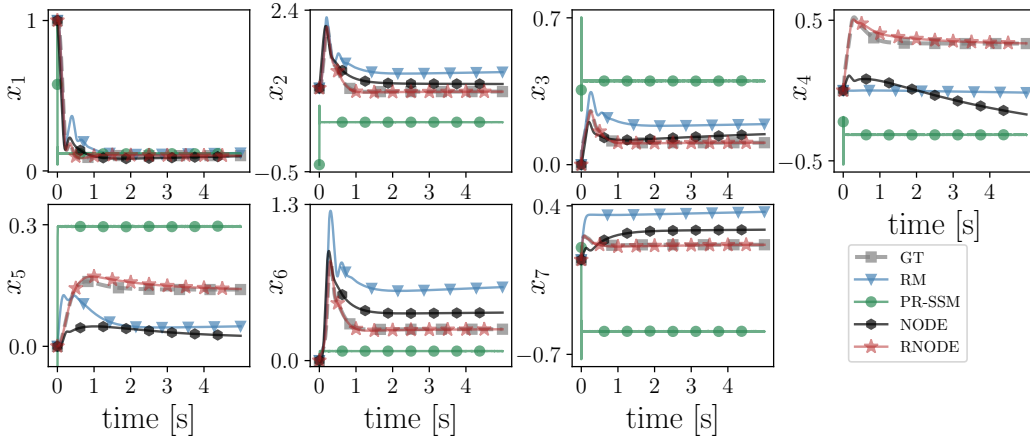 1
0
0 1 2 3 4
x1
2.4
-0.5
0 1 2 3 4
x2
0.7
0.0
0 1 2 3 4
x3
0.5
-0.5
0 1 2 3 4
x4
time [s]
0.3
0.0
0 1 2 3 4
x5
time [s]
1.3
0.0
0 1 2 3 4
x6
time [s]
0.4
-0.7
0 1 2 3 4
x7
time [s]
GT
RM
PR-SSM
NODE
RNODE